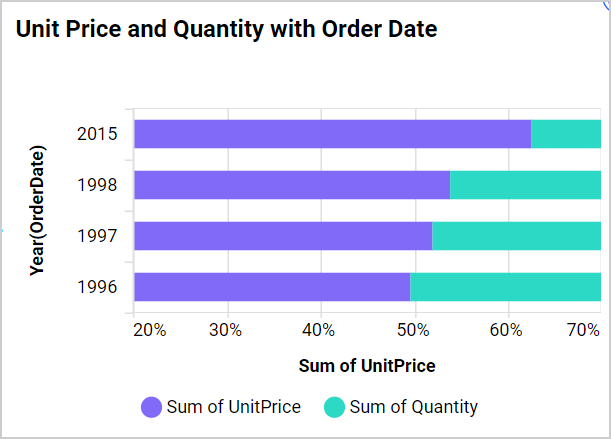 Unit Price and Quantity with Order Date
Year(OrderDate)
2015
1998
1997
1996
20% 30% 40% 50% 60% 70%
Sum of UnitPrice
Sum of UnitPrice Sum of Quantity